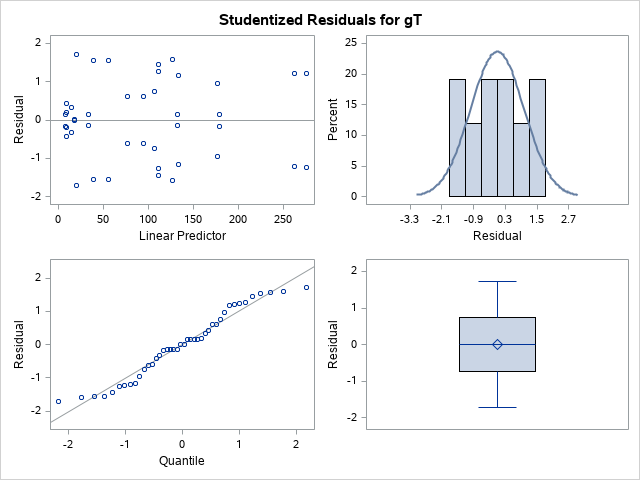 Studentized Residuals for gT
2
1
0
-1
-2
Residual
0 50 100 150 200 250
Linear Predictor
25
20
15
10
5
0
Percent
-3.3 -2.1 -0.9 0.3 1.5 2.7
Residual
2
1
0
-1
-2
Residual
-2 -1 0 1 2
Quantile
2
1
0
-1
-2
Residual